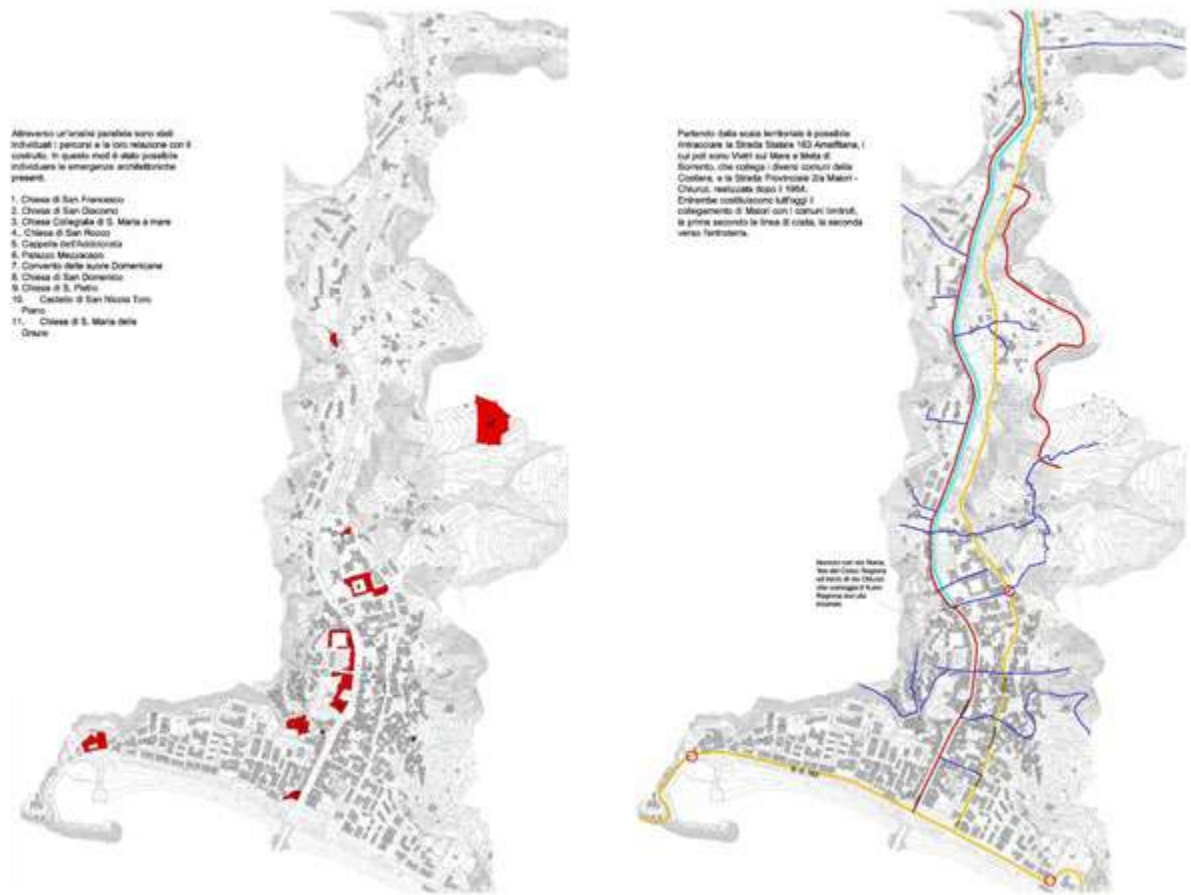 Attraverso un'analisi parallela sono stati
individuati i percorsi e la loro relazione con il
costruito. In questo modi è stato possibile
individuare le emergenze architettoniche
presenti.
1. Chiesa di San Francesco
2. Chiesa di San Giacomo
3. Chiesa Collegiata di S. Maria a mare
4.. Chiesa di San Rocco
5. Cappella dell'Addolorata
6. Palazzo Mezzacapo
7. Convento delle suore Domenicane
8. Chiesa di San Domenico
9. Chiesa di S. Pietro
10. Castello di San Nicola Toro
Piano
11. Chiesa di S. Maria delle
Grazie
Partendo dalla scala territoriale è possibile
rintracciare la Strada Statale 163 Amalfitana, i
cui poli sono Vietri sul Mare e Meta di
Sorrento, che collega i diversi comuni della
Costiera, e la Strada Provinciale 2/a Maiori -
Chiunzi, realizzata dopo il 1954.
Entrambe costituiscono tutt'oggi il
collegamento di Maiori con i comuni limitrofi,
la prima secondo la linea di costa, la seconda
verso l'entroterra.